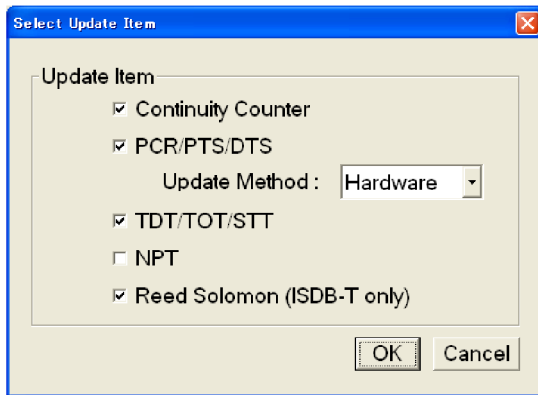 Select Update Item
Update Item
Continuity Counter
PCR/PTS/DTS
Update Method : Hardware
TDT/TOT/STT
NPT
Reed Solomon (ISDB-T only)
OK Cancel